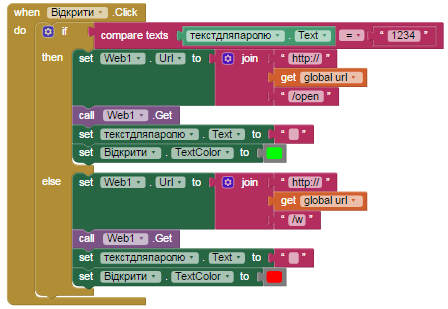 when Відкрити .Click
do if compare texts текстдляпаролю . Text = " 1234 "
then set Web1 . Url to join " http:// "
get global url
" /open "
call Web1 .Get
set текстдляпаролю . Text to " "
set Відкрити . TextColor to
else set Web1 . Url to join " http:// "
get global url
" /w "
call Web1 .Get
set текстдляпаролю . Text to " "
set Відкрити . TextColor to